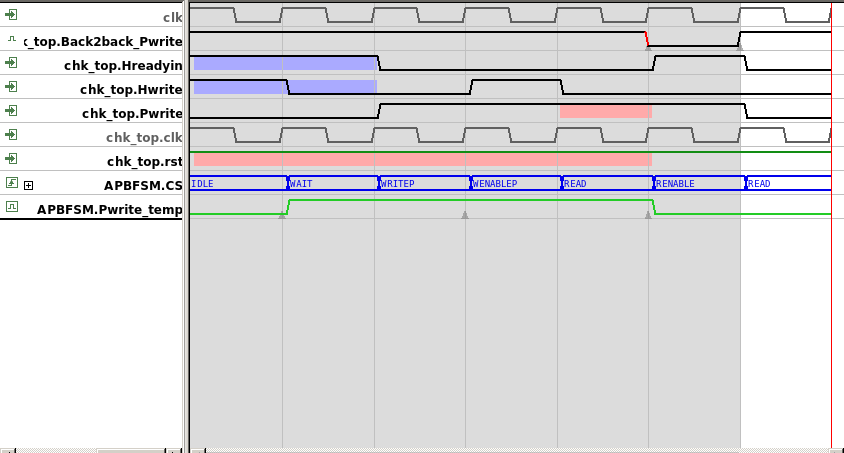 clk
k_top.Back2back_Pwrite
chk_top.Hreadyin
chk_top.Hwrite
chk_top.Pwrite
chk_top.clk
chk_top.rst
APBFSM.CS
IDLE WAIT WRITEP WENABLEP READ RENABLE READ
APBFSM.Pwrite_temp